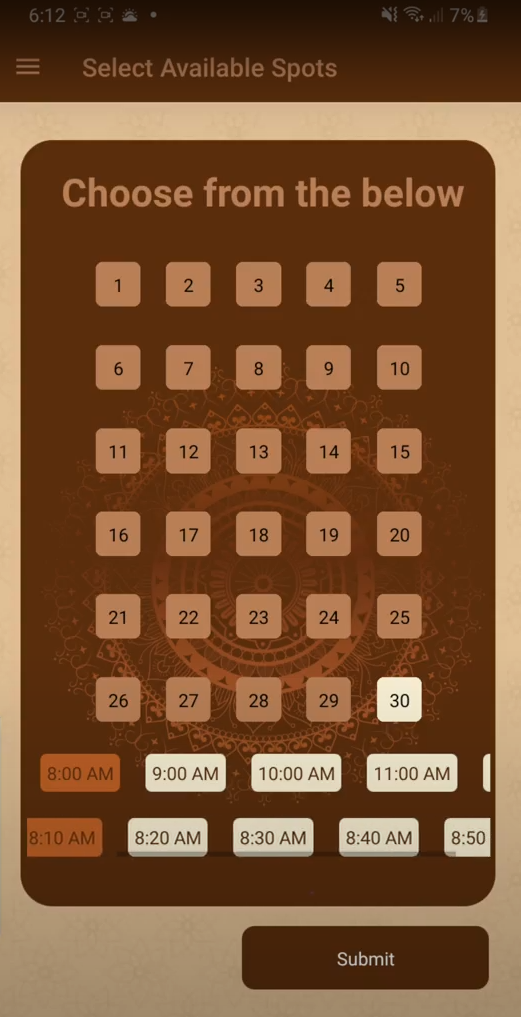 6:12 7%
Select Available Spots
Choose from the below
1 2 3 4 5
6 7 8 9 10
11 12 13 14 15
16 17 18 19 20
21 22 23 24 25
26 27 28 29 30
8:00 AM 9:00 AM 10:00 AM 11:00 AM
8:10 AM 8:20 AM 8:30 AM 8:40 AM 8:50
Submit